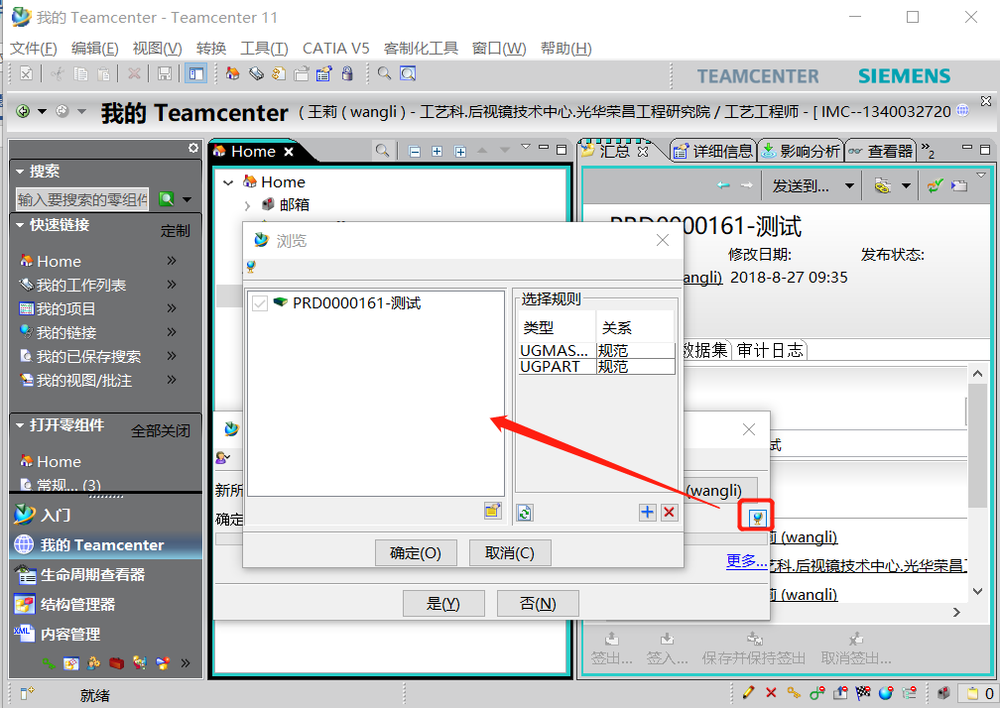 我的 Teamcenter - Teamcenter 11
文件(F) 编辑(E) 视图(V) 转换 工具(T) CATIA V5 客制化工具 窗口(W) 帮助(H)
TEAMCENTER SIEMENS
我的 Teamcenter ( 王莉 ( wangli ) - 工艺科.后视镜技术中心.光华荣昌工程研究院 / 工艺工程师 - [ IMC--1340032720
搜索
输入要搜索的零组件
快速链接 定制
Home
我的工作列表
我的项目
我的链接
我的已保存搜索
我的视图/批注
打开零组件 全部关闭
Home
常规... (3)
入门
我的 Teamcenter
生命周期查看器
结构管理器
内容管理
就绪
Home
Home
邮箱
浏览
PRD0000161-测试
选择规则
类型 关系
UGMAS... 规范
UGPART 规范
确定(O) 取消(C)
新所
确定
(wangli)
更多...
是(Y) 否(N)
汇总 详细信息 影响分析 查看器 »2
发送到...
PRD0000161-测试
修改日期: 发布状态:
angli) 2018-8-27 09:35
数据集 审计日志
试
莉 (wangli)
艺科.后视镜技术中心.光华荣昌工
莉 (wangli)
签出... 签入... 保存并保持签出 取消签出...
0